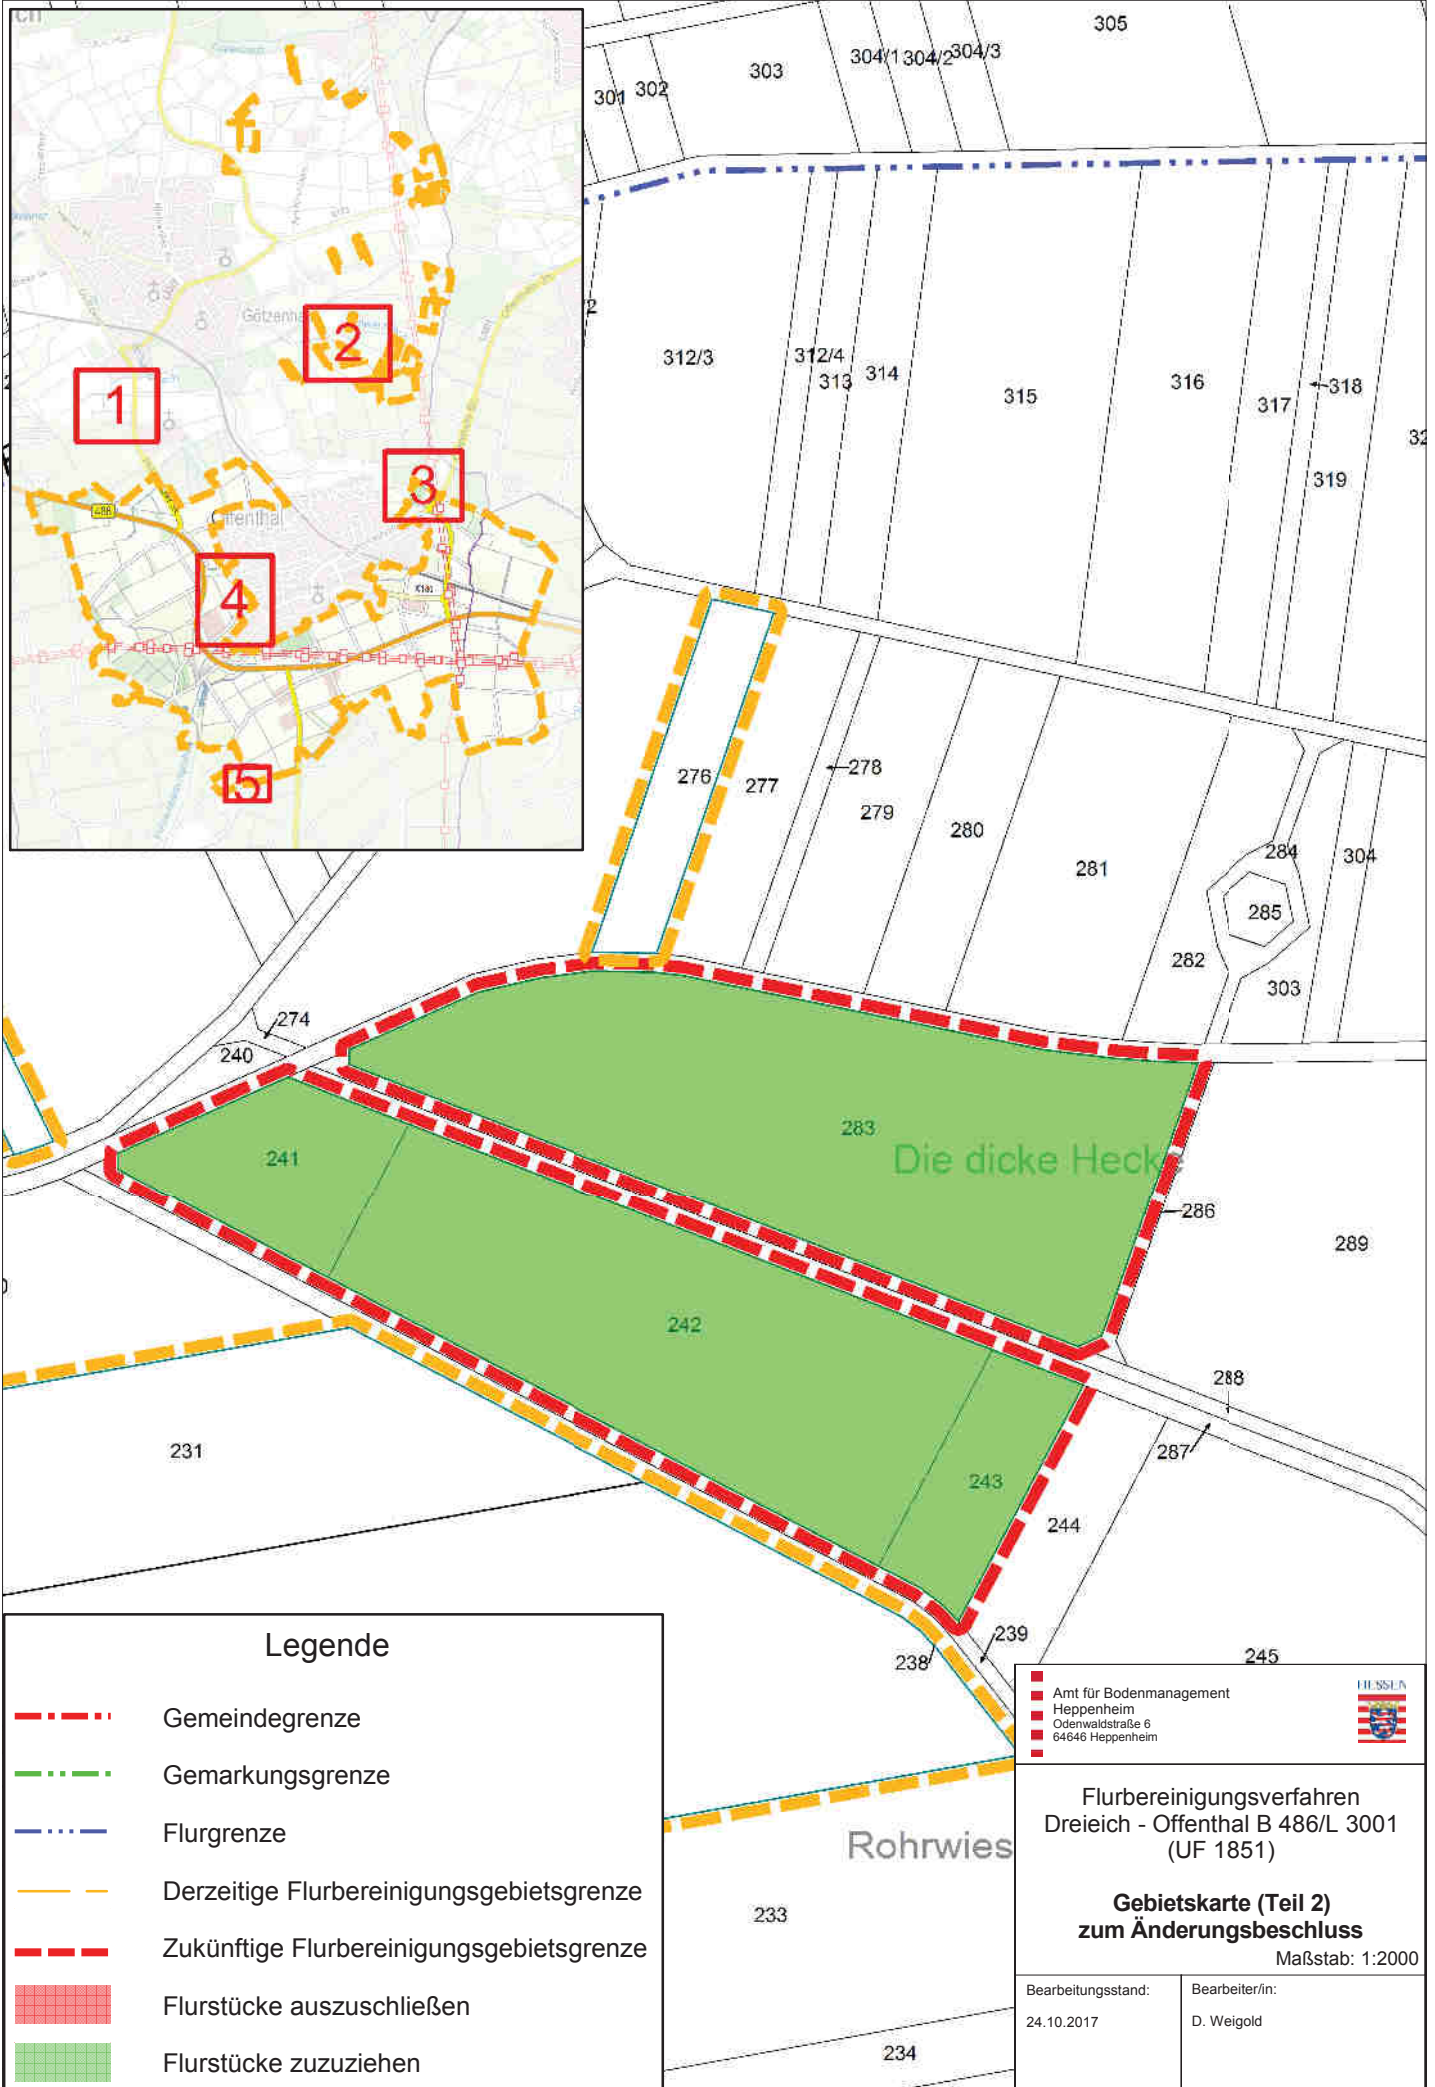 301
302
303
304/1
304/2
304/3
305
312/3
312/4
313
314
315
316
317
318
319
Götzenhain
Offenthal
486
1
2
3
4
5
276
277
278
279
280
281
282
284
285
303
304
274
240
241
283
Die dicke Hecke
286
289
242
243
288
287
244
231
238
239
245
Rohrwies
233
234
Legende
Gemeindegrenze
Gemarkungsgrenze
Flurgrenze
Derzeitige Flurbereinigungsgebietsgrenze
Zukünftige Flurbereinigungsgebietsgrenze
Flurstücke auszuschließen
Flurstücke zuzuziehen
HESSEN
Amt für Bodenmanagement
Heppenheim
Odenwaldstraße 6
64646 Heppenheim
Flurbereinigungsverfahren
Dreieich - Offenthal B 486/L 3001
(UF 1851)
Gebietskarte (Teil 2)
zum Änderungsbeschluss
Maßstab: 1:2000
Bearbeitungsstand:
24.10.2017
Bearbeiter/in:
D. Weigold